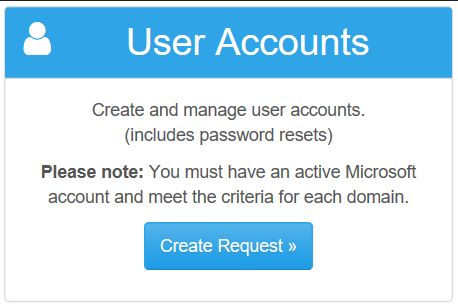 User Accounts
Create and manage user accounts.
(includes password resets)
Please note: You must have an active Microsoft
account and meet the criteria for each domain.
Create Request »